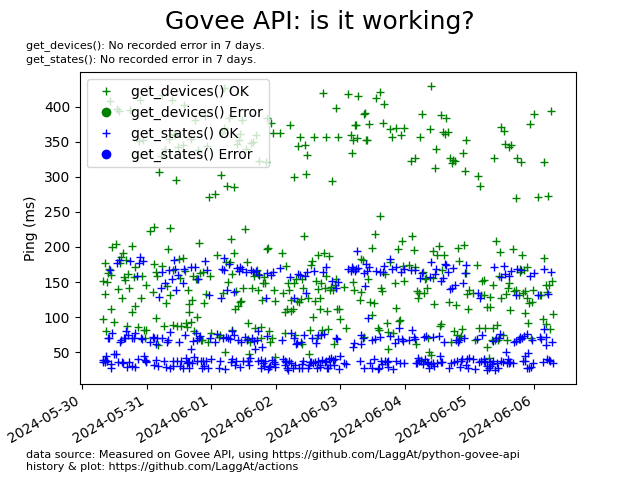 Govee API: is it working?
get_devices(): No recorded error in 7 days.
get_states(): No recorded error in 7 days.
get_devices() OK
get_devices() Error
get_states() OK
get_states() Error
Ping (ms)
400
350
300
250
200
150
100
50
2024-05-30
2024-05-31
2024-06-01
2024-06-02
2024-06-03
2024-06-04
2024-06-05
2024-06-06
data source: Measured on Govee API, using https://github.com/LaggAt/python-govee-api
history & plot: https://github.com/LaggAt/actions